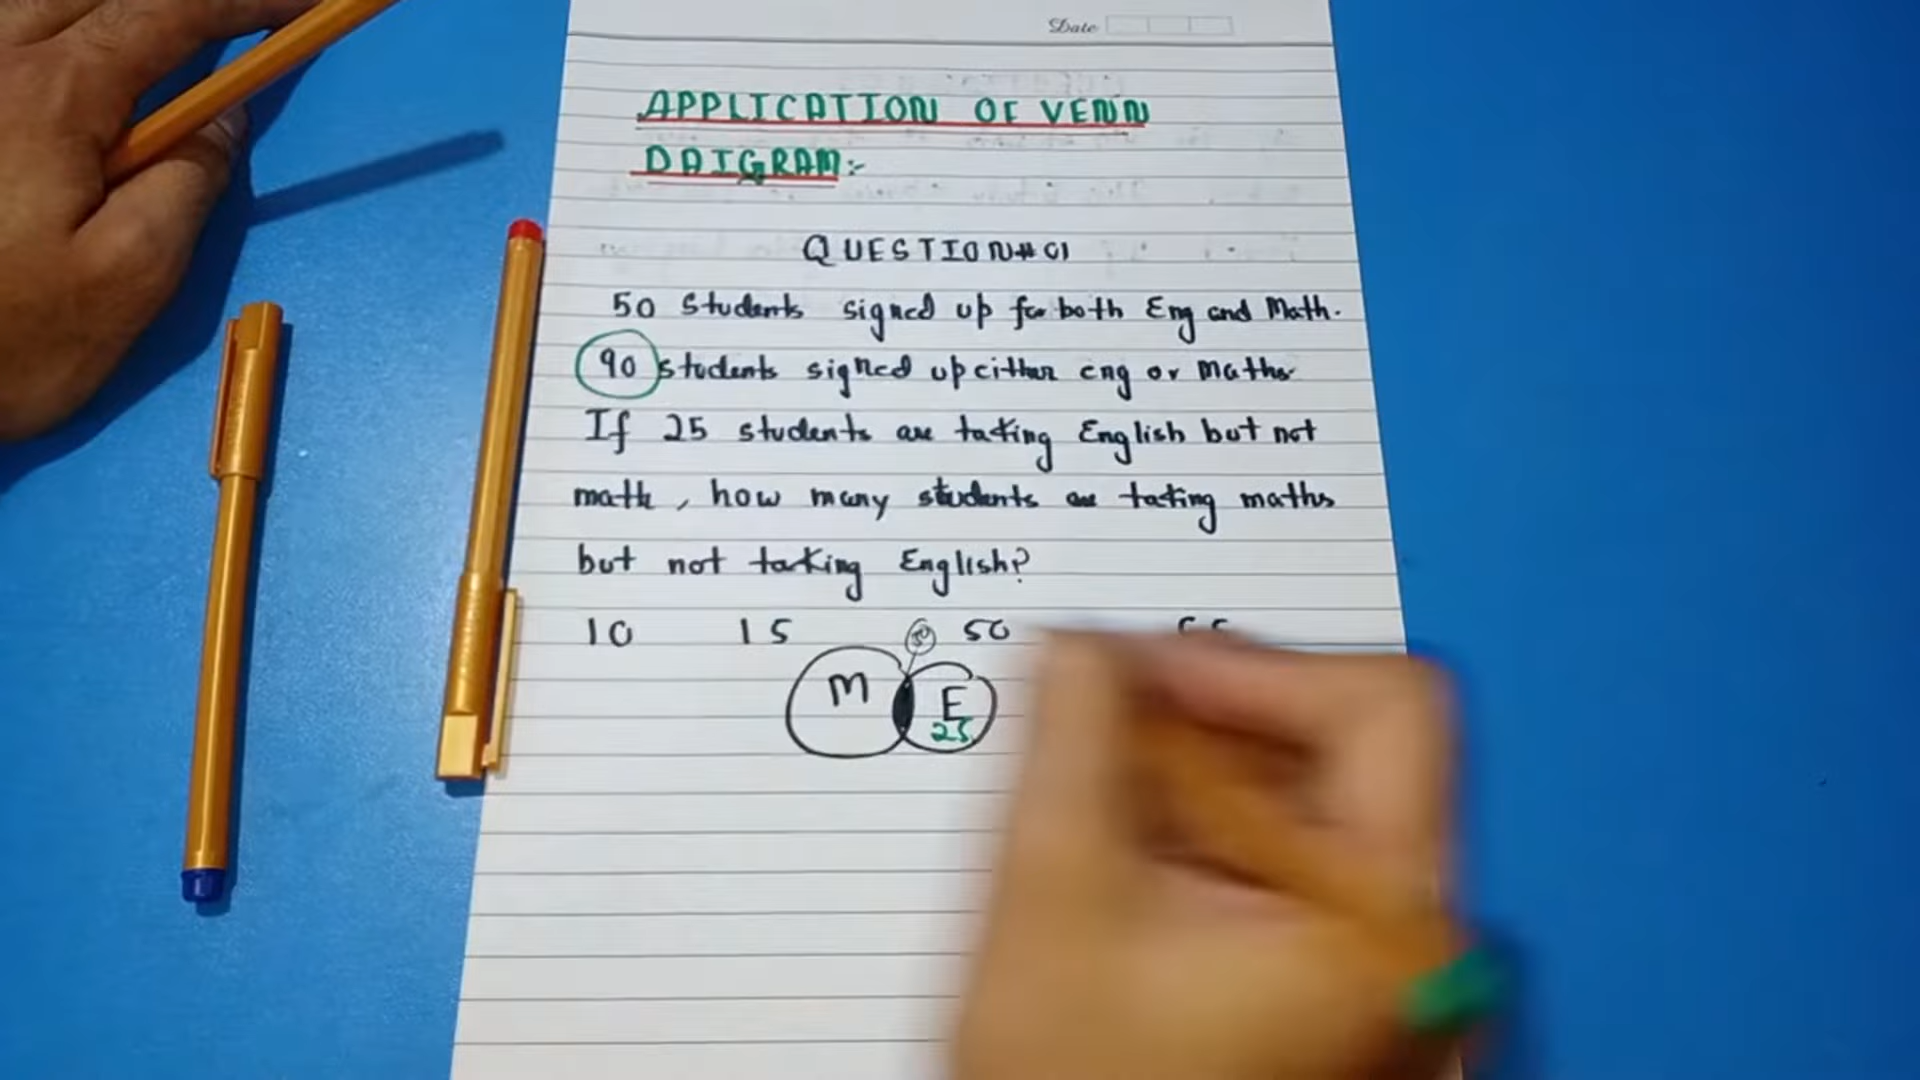 Date
APPLICATION OF VENN
DAIGRAM:-
QUESTION#01
50 Students signed up for both Eng and Math.
90 students signed up either eng or maths.
If 25 students are taking English but not
math, how many students are taking maths
but not taking English?
10 15 50
50
M E
25